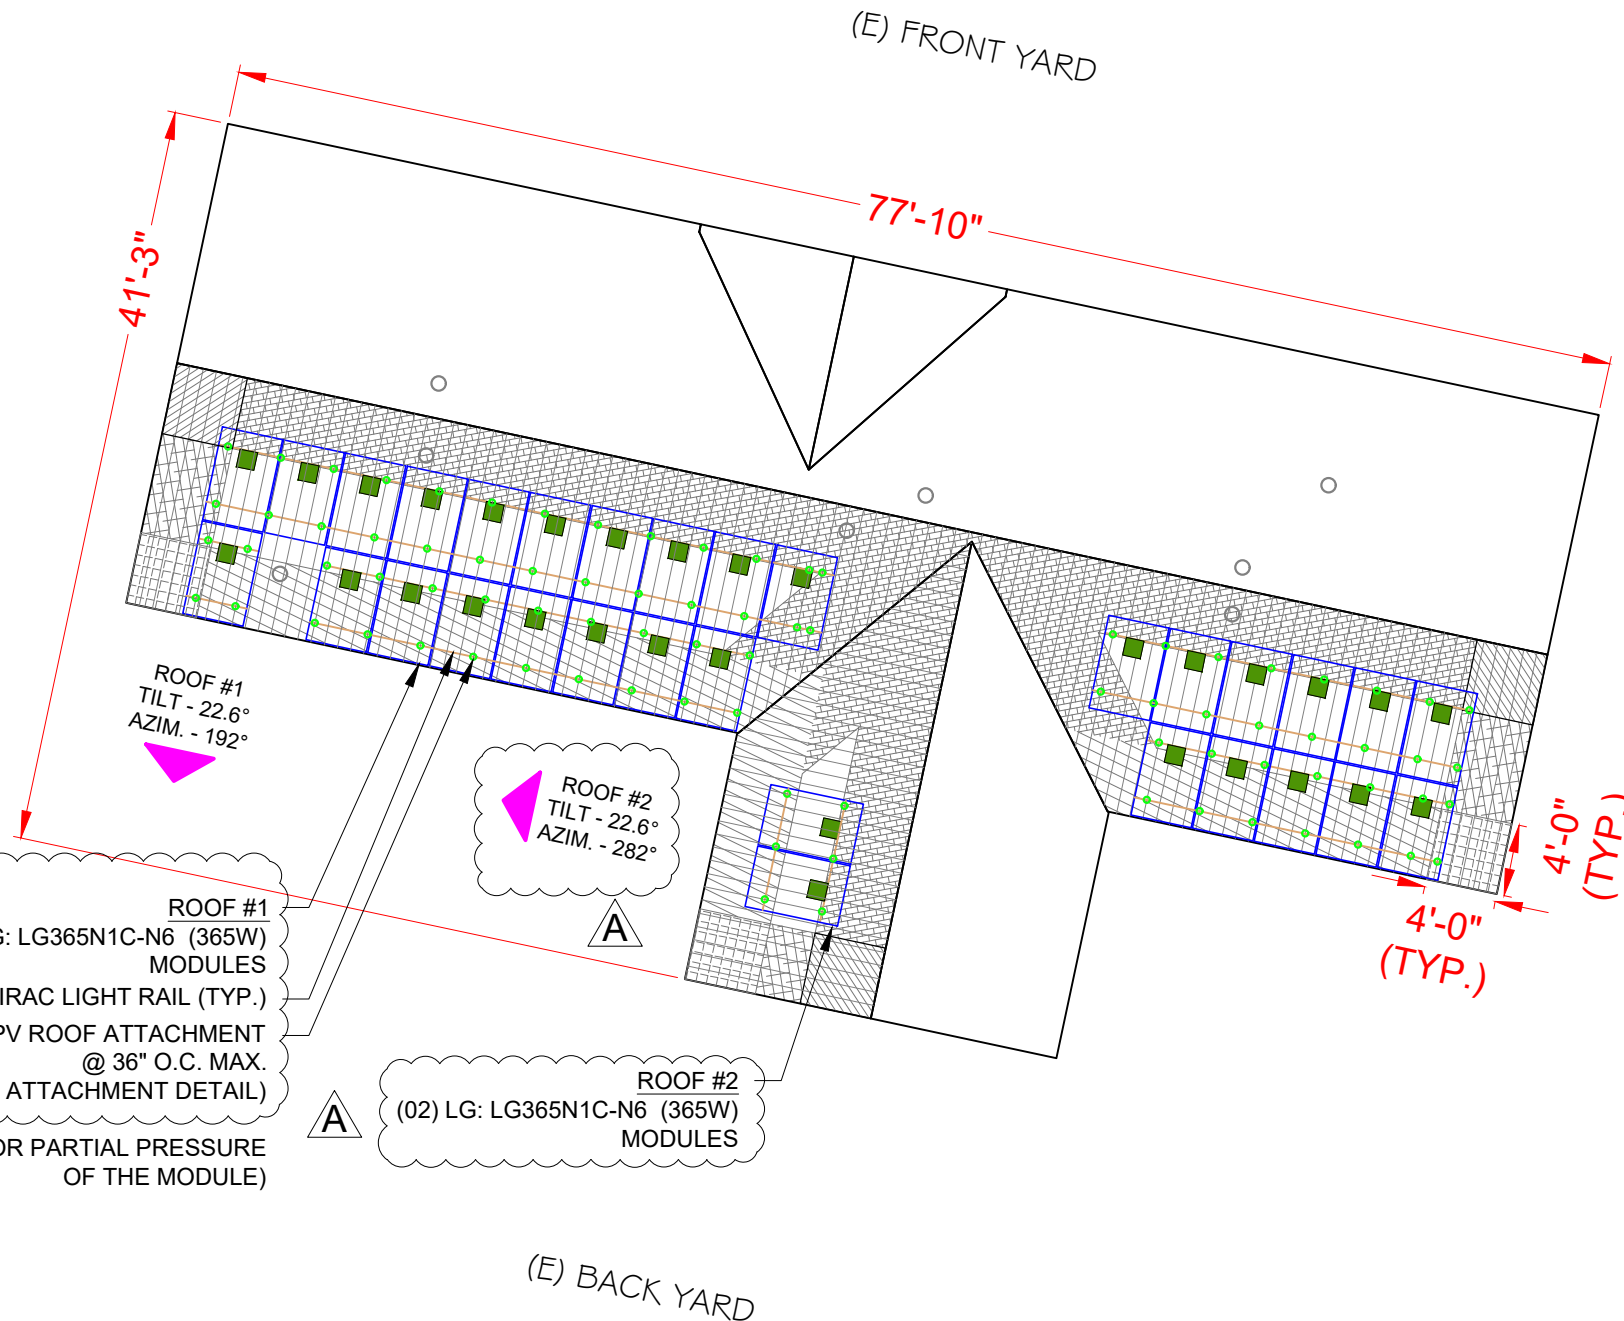 (E) FRONT YARD
77'-10"
41'-3"
ROOF #1
TILT - 22.6°
AZIM. - 192°
ROOF #2
TILT - 22.6°
AZIM. - 282°
A
4'-0"
(TYP.)
4'-0"
(TYP.)
ROOF #1
: LG365N1C-N6 (365W)
MODULES
IRAC LIGHT RAIL (TYP.)
PV ROOF ATTACHMENT
@ 36" O.C. MAX.
ATTACHMENT DETAIL)
A
ROOF #2
(02) LG: LG365N1C-N6 (365W)
MODULES
OR PARTIAL PRESSURE
OF THE MODULE)
(E) BACK YARD